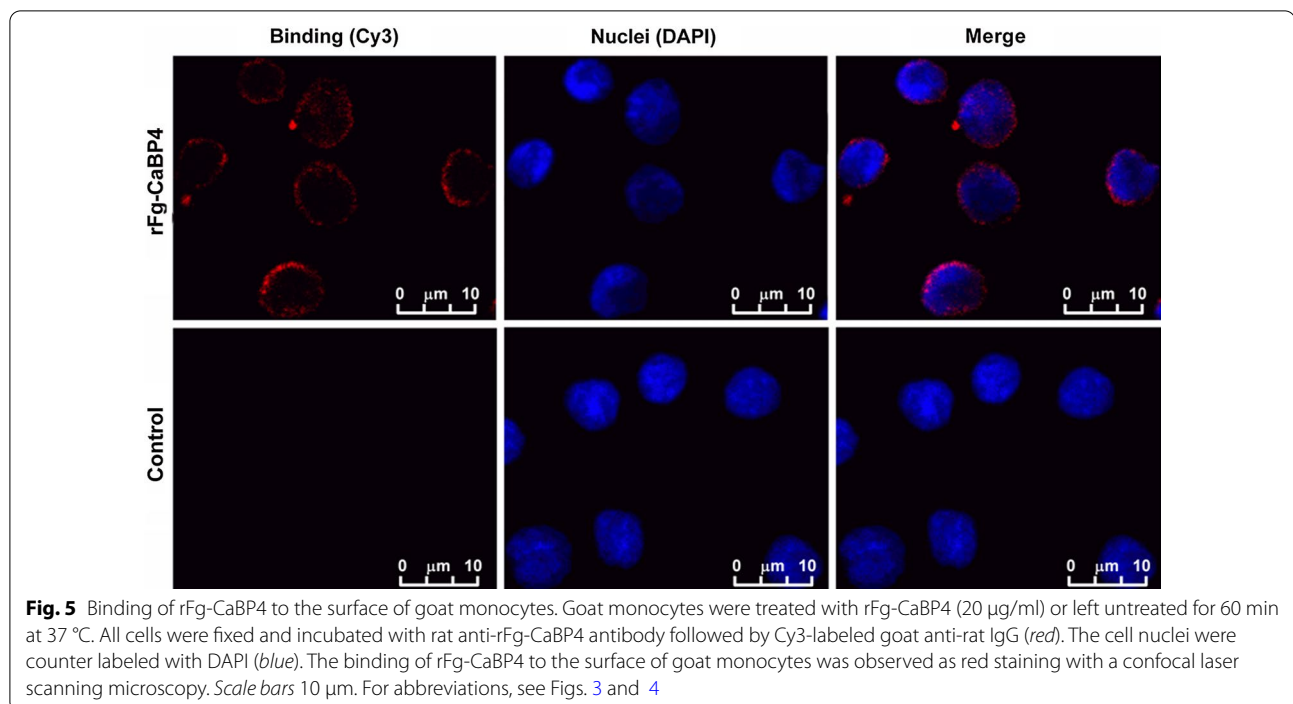 Binding (Cy3) Nuclei (DAPI) Merge
rFg-CaBP4
0 μm 10 0 μm 10 0 μm 10
Control
0 μm 10 0 μm 10 0 μm 10
Fig. 5 Binding of rFg-CaBP4 to the surface of goat monocytes. Goat monocytes were treated with rFg-CaBP4 (20 μg/ml) or left untreated for 60 min
at 37 °C. All cells were fixed and incubated with rat anti-rFg-CaBP4 antibody followed by Cy3-labeled goat anti-rat IgG (red). The cell nuclei were
counter labeled with DAPI (blue). The binding of rFg-CaBP4 to the surface of goat monocytes was observed as red staining with a confocal laser
scanning microscopy. Scale bars 10 μm. For abbreviations, see Figs. 3 and 4